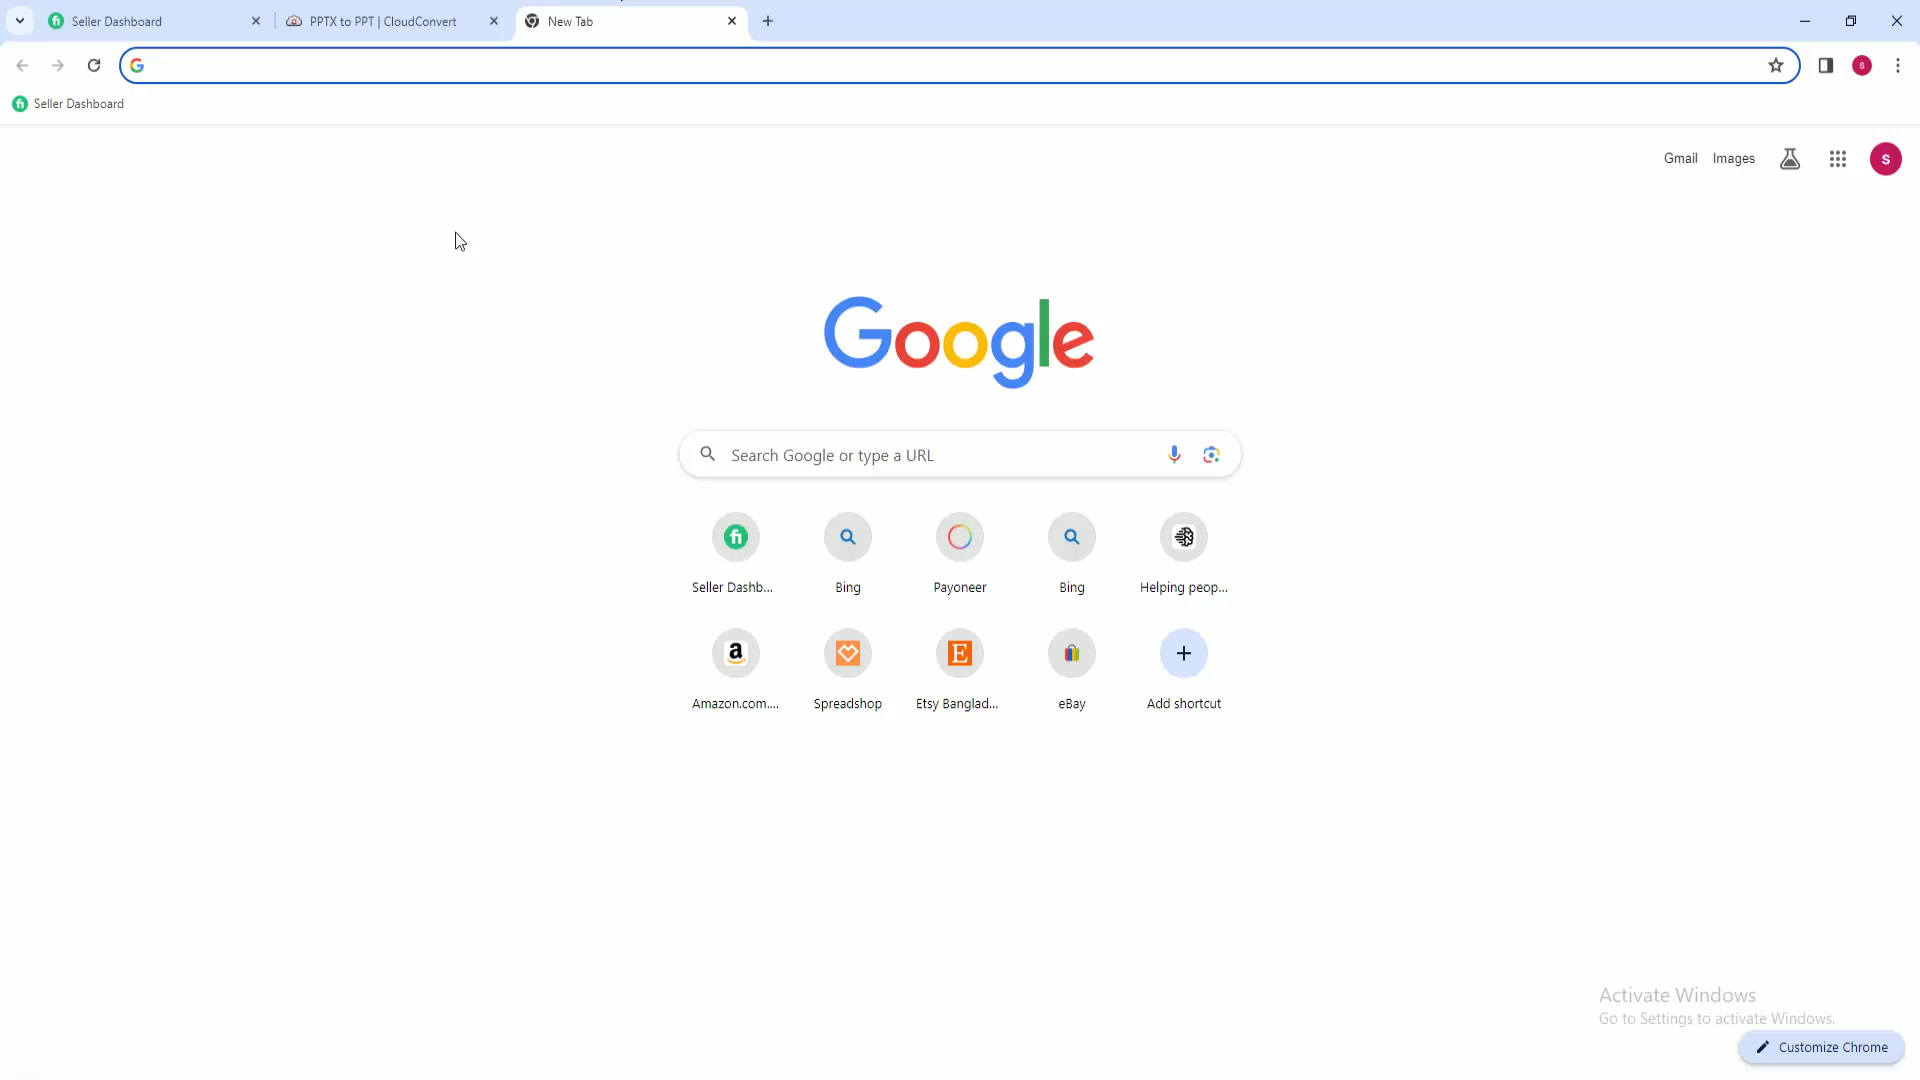 Seller Dashboard
PPTX to PPT | CloudConvert
New Tab
Seller Dashboard
Gmail Images
S
Google
Search Google or type a URL
Seller Dashb... Bing Payoneer Bing Helping peop...
Amazon.com.... Spreadshop Etsy Banglad... eBay Add shortcut
Activate Windows
Go to Settings to activate Windows.
Customize Chrome